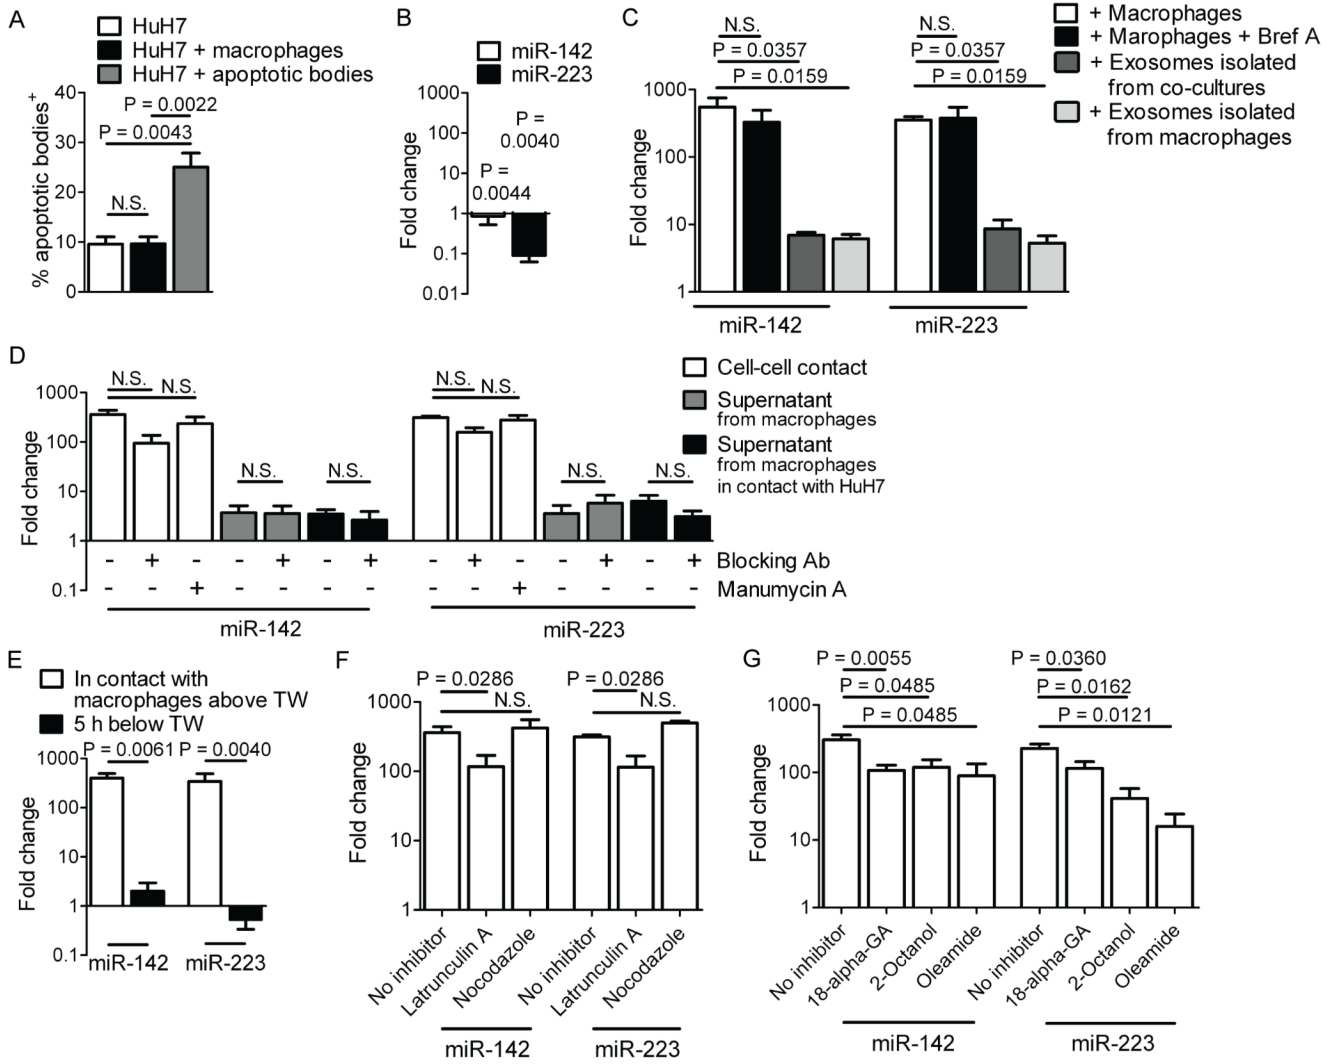 A
HuH7
HuH7 + macrophages
HuH7 + apoptotic bodies
P = 0.0022
P = 0.0043
N.S.
% apoptotic bodies+
40
30
20
10
0
B
miR-142
miR-223
1000
100
10
1
0.1
0.01
Fold change
P =
0.0040
P =
0.0044
C
+ Macrophages
+ Marophages + Bref A
+ Exosomes isolated
from co-cultures
+ Exosomes isolated
from macrophages
N.S.
P = 0.0357
P = 0.0159
N.S.
P = 0.0357
P = 0.0159
Fold change
1000
100
10
1
miR-142
miR-223
D
Cell-cell contact
Supernatant
from macrophages
Supernatant
from macrophages
in contact with HuH7
N.S. N.S. N.S. N.S.
N.S. N.S. N.S. N.S.
Fold change
1000
100
10
1
0.1
- + - - + - + - + - - + - + Blocking Ab
- - + - - - - - - + - - - - Manumycin A
miR-142
miR-223
E
In contact with
macrophages above TW
5 h below TW
P = 0.0061 P = 0.0040
Fold change
1000
100
10
1
0.1
miR-142 miR-223
F
P = 0.0286 P = 0.0286
N.S. N.S.
Fold change
1000
100
10
1
No inhibitor
Latrunculin A
Nocodazole
No inhibitor
Latrunculin A
Nocodazole
miR-142 miR-223
G
P = 0.0055 P = 0.0360
P = 0.0485 P = 0.0162
P = 0.0485 P = 0.0121
Fold change
1000
100
10
1
No inhibitor
18-alpha-GA
2-Octanol
Oleamide
No inhibitor
18-alpha-GA
2-Octanol
Oleamide
miR-142 miR-223